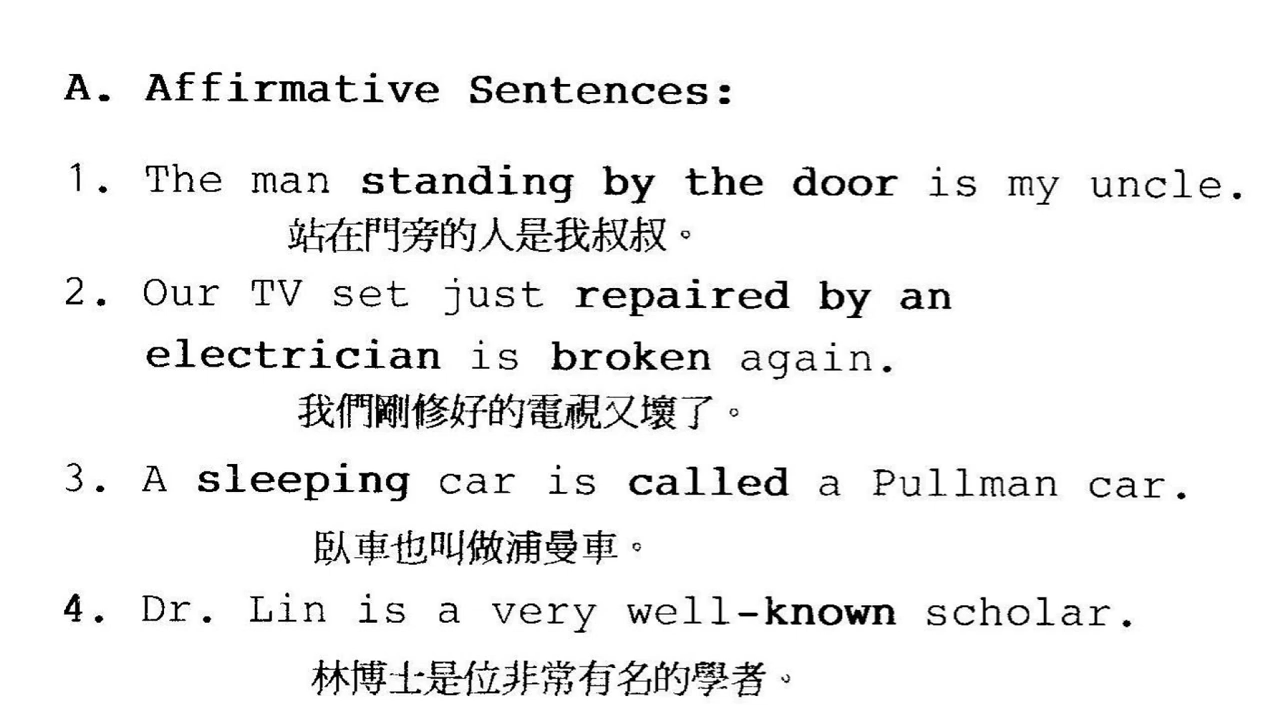 A. Affirmative Sentences:
1. The man standing by the door is my uncle.
站在門旁的人是我叔叔。
2. Our TV set just repaired by an
electrician is broken again.
我們剛修好的電視又壞了。
3. A sleeping car is called a Pullman car.
臥車也叫做浦曼車。
4. Dr. Lin is a very well-known scholar.
林博士是位非常有名的學者。